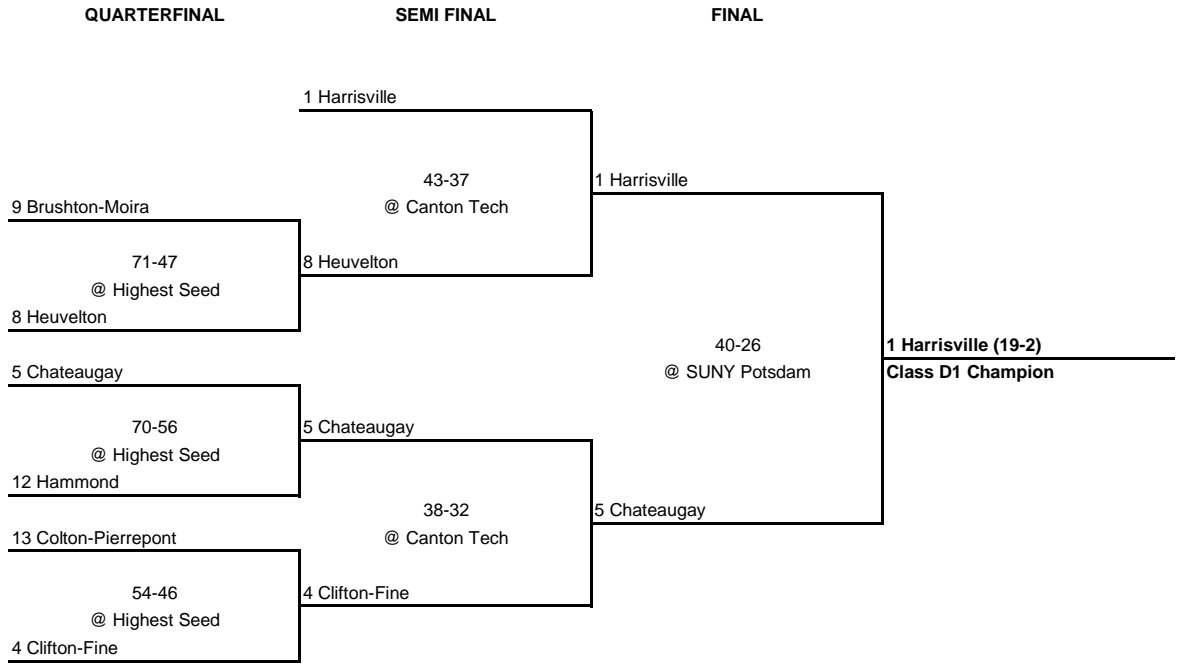 QUARTERFINAL SEMI FINAL FINAL
1 Harrisville
43-37
1 Harrisville
9 Brushton-Moira
@ Canton Tech
71-47
8 Heuvelton
@ Highest Seed
8 Heuvelton
40-26
1 Harrisville (19-2)
5 Chateaugay
@ SUNY Potsdam
Class D1 Champion
70-56
5 Chateaugay
@ Highest Seed
12 Hammond
38-32
5 Chateaugay
13 Colton-Pierrepont
@ Canton Tech
54-46
4 Clifton-Fine
@ Highest Seed
4 Clifton-Fine